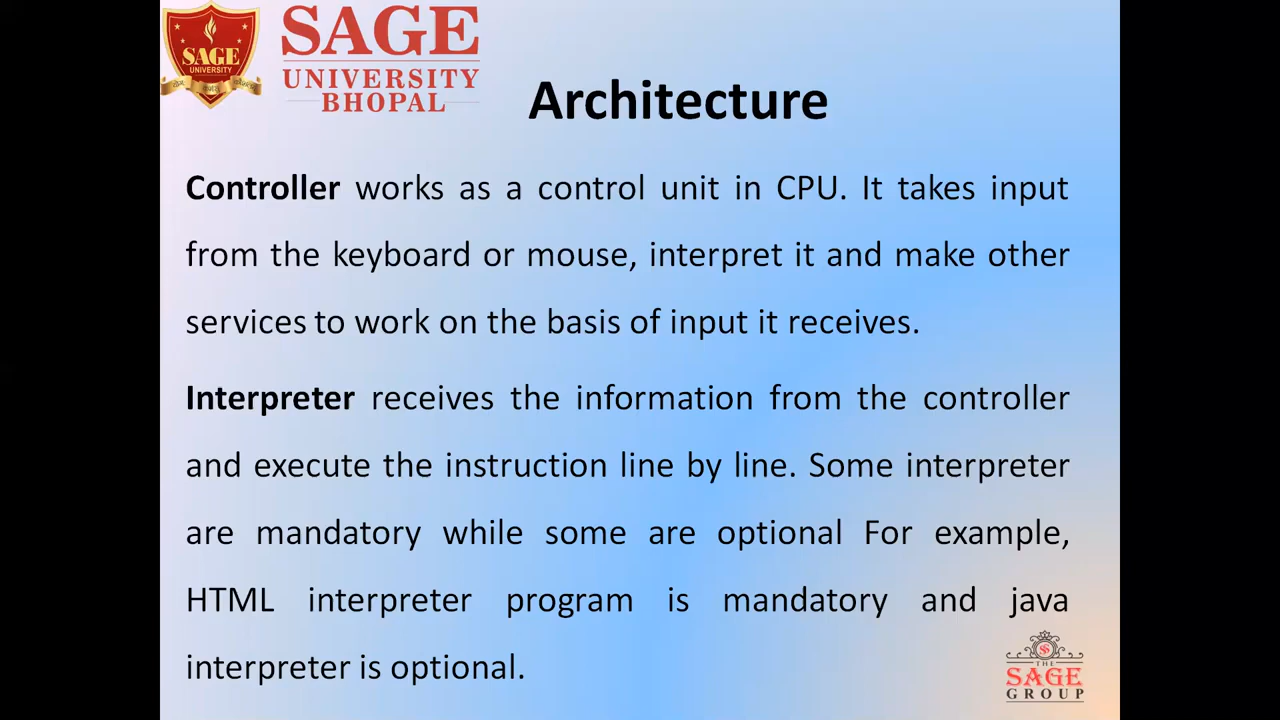 SAGE
UNIVERSITY
SAGE
UNIVERSITY
BHOPAL
Architecture
Controller works as a control unit in CPU. It takes input
from the keyboard or mouse, interpret it and make other
services to work on the basis of input it receives.
Interpreter receives the information from the controller
and execute the instruction line by line. Some interpreter
are mandatory while some are optional For example,
HTML interpreter program is mandatory and java
interpreter is optional.
THE
SAGE
GROUP